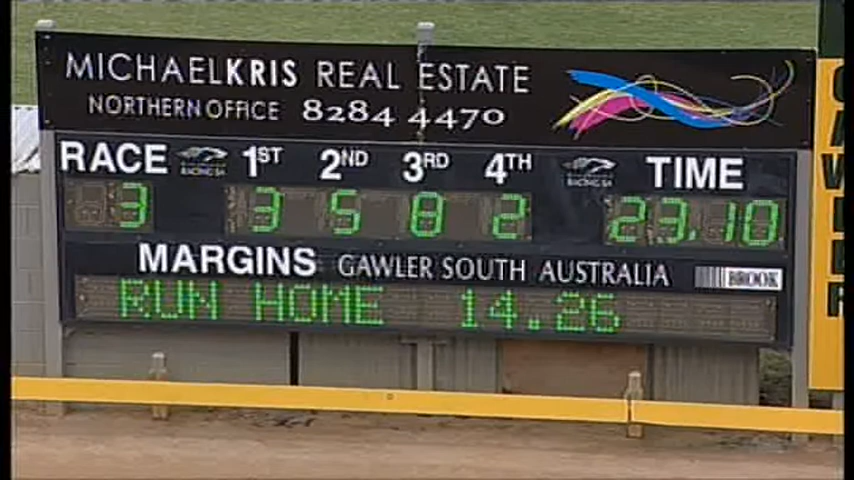 MICHAELKRIS REAL ESTATE
NORTHERN OFFICE 8284 4470
RACE 1ST 2ND 3RD 4TH TIME
3 3 5 8 2 23.10
MARGINS GAWLER SOUTH AUSTRALIA BROOK
RUN HOME 14.26
GAWLER